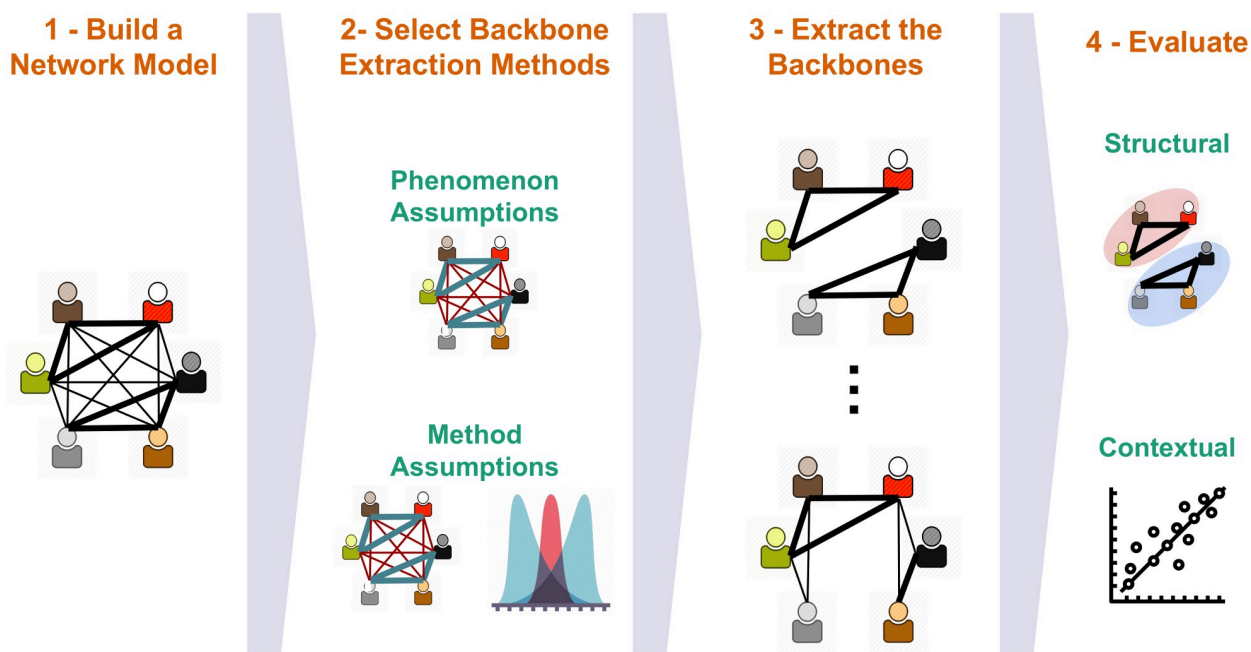 1 - Build a
Network Model
2- Select Backbone
Extraction Methods
3 - Extract the
Backbones
4 - Evaluate
Phenomenon
Assumptions
Method
Assumptions
Structural
Contextual